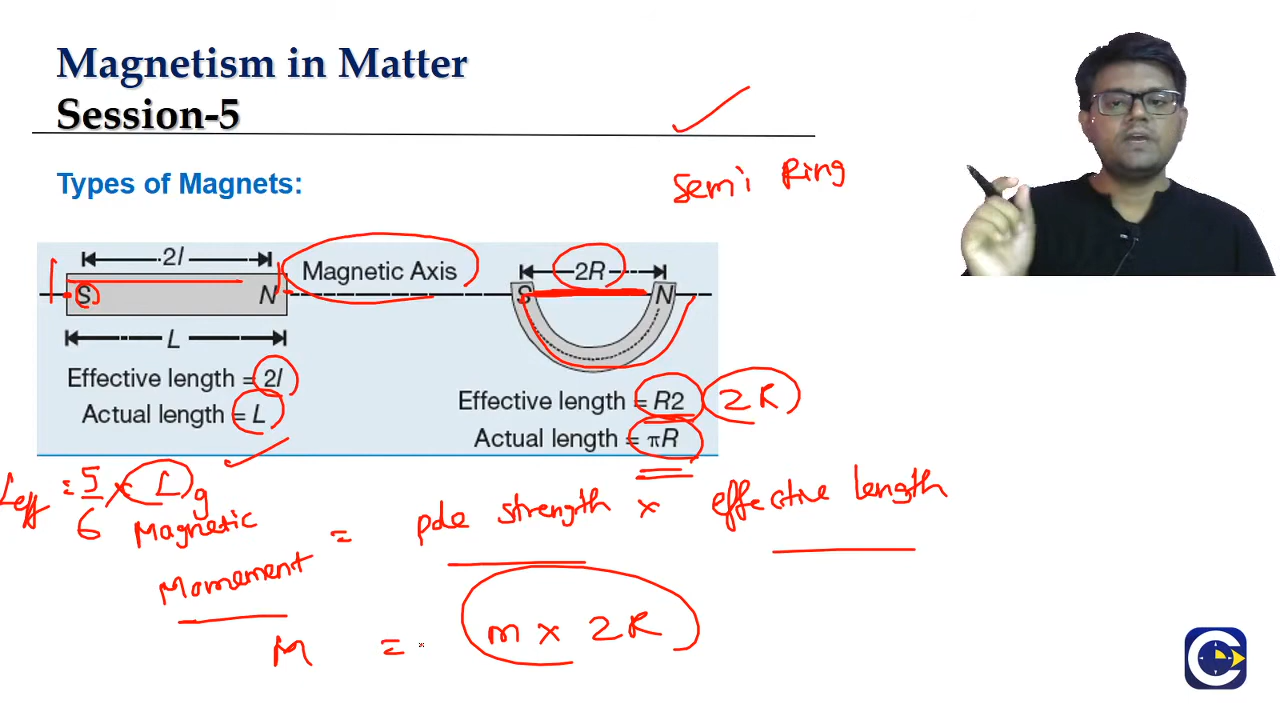 Magnetism in Matter
Session-5
Types of Magnets:
Semi Ring
2l
Magnetic Axis
2R
S N
S N
L
Effective length = 2l
Actual length = L
Effective length = R2 2R
Actual length = πR
Leff = 5/6 × Lg
Magnetic Momement = pole strength × effective length
M = m × 2R